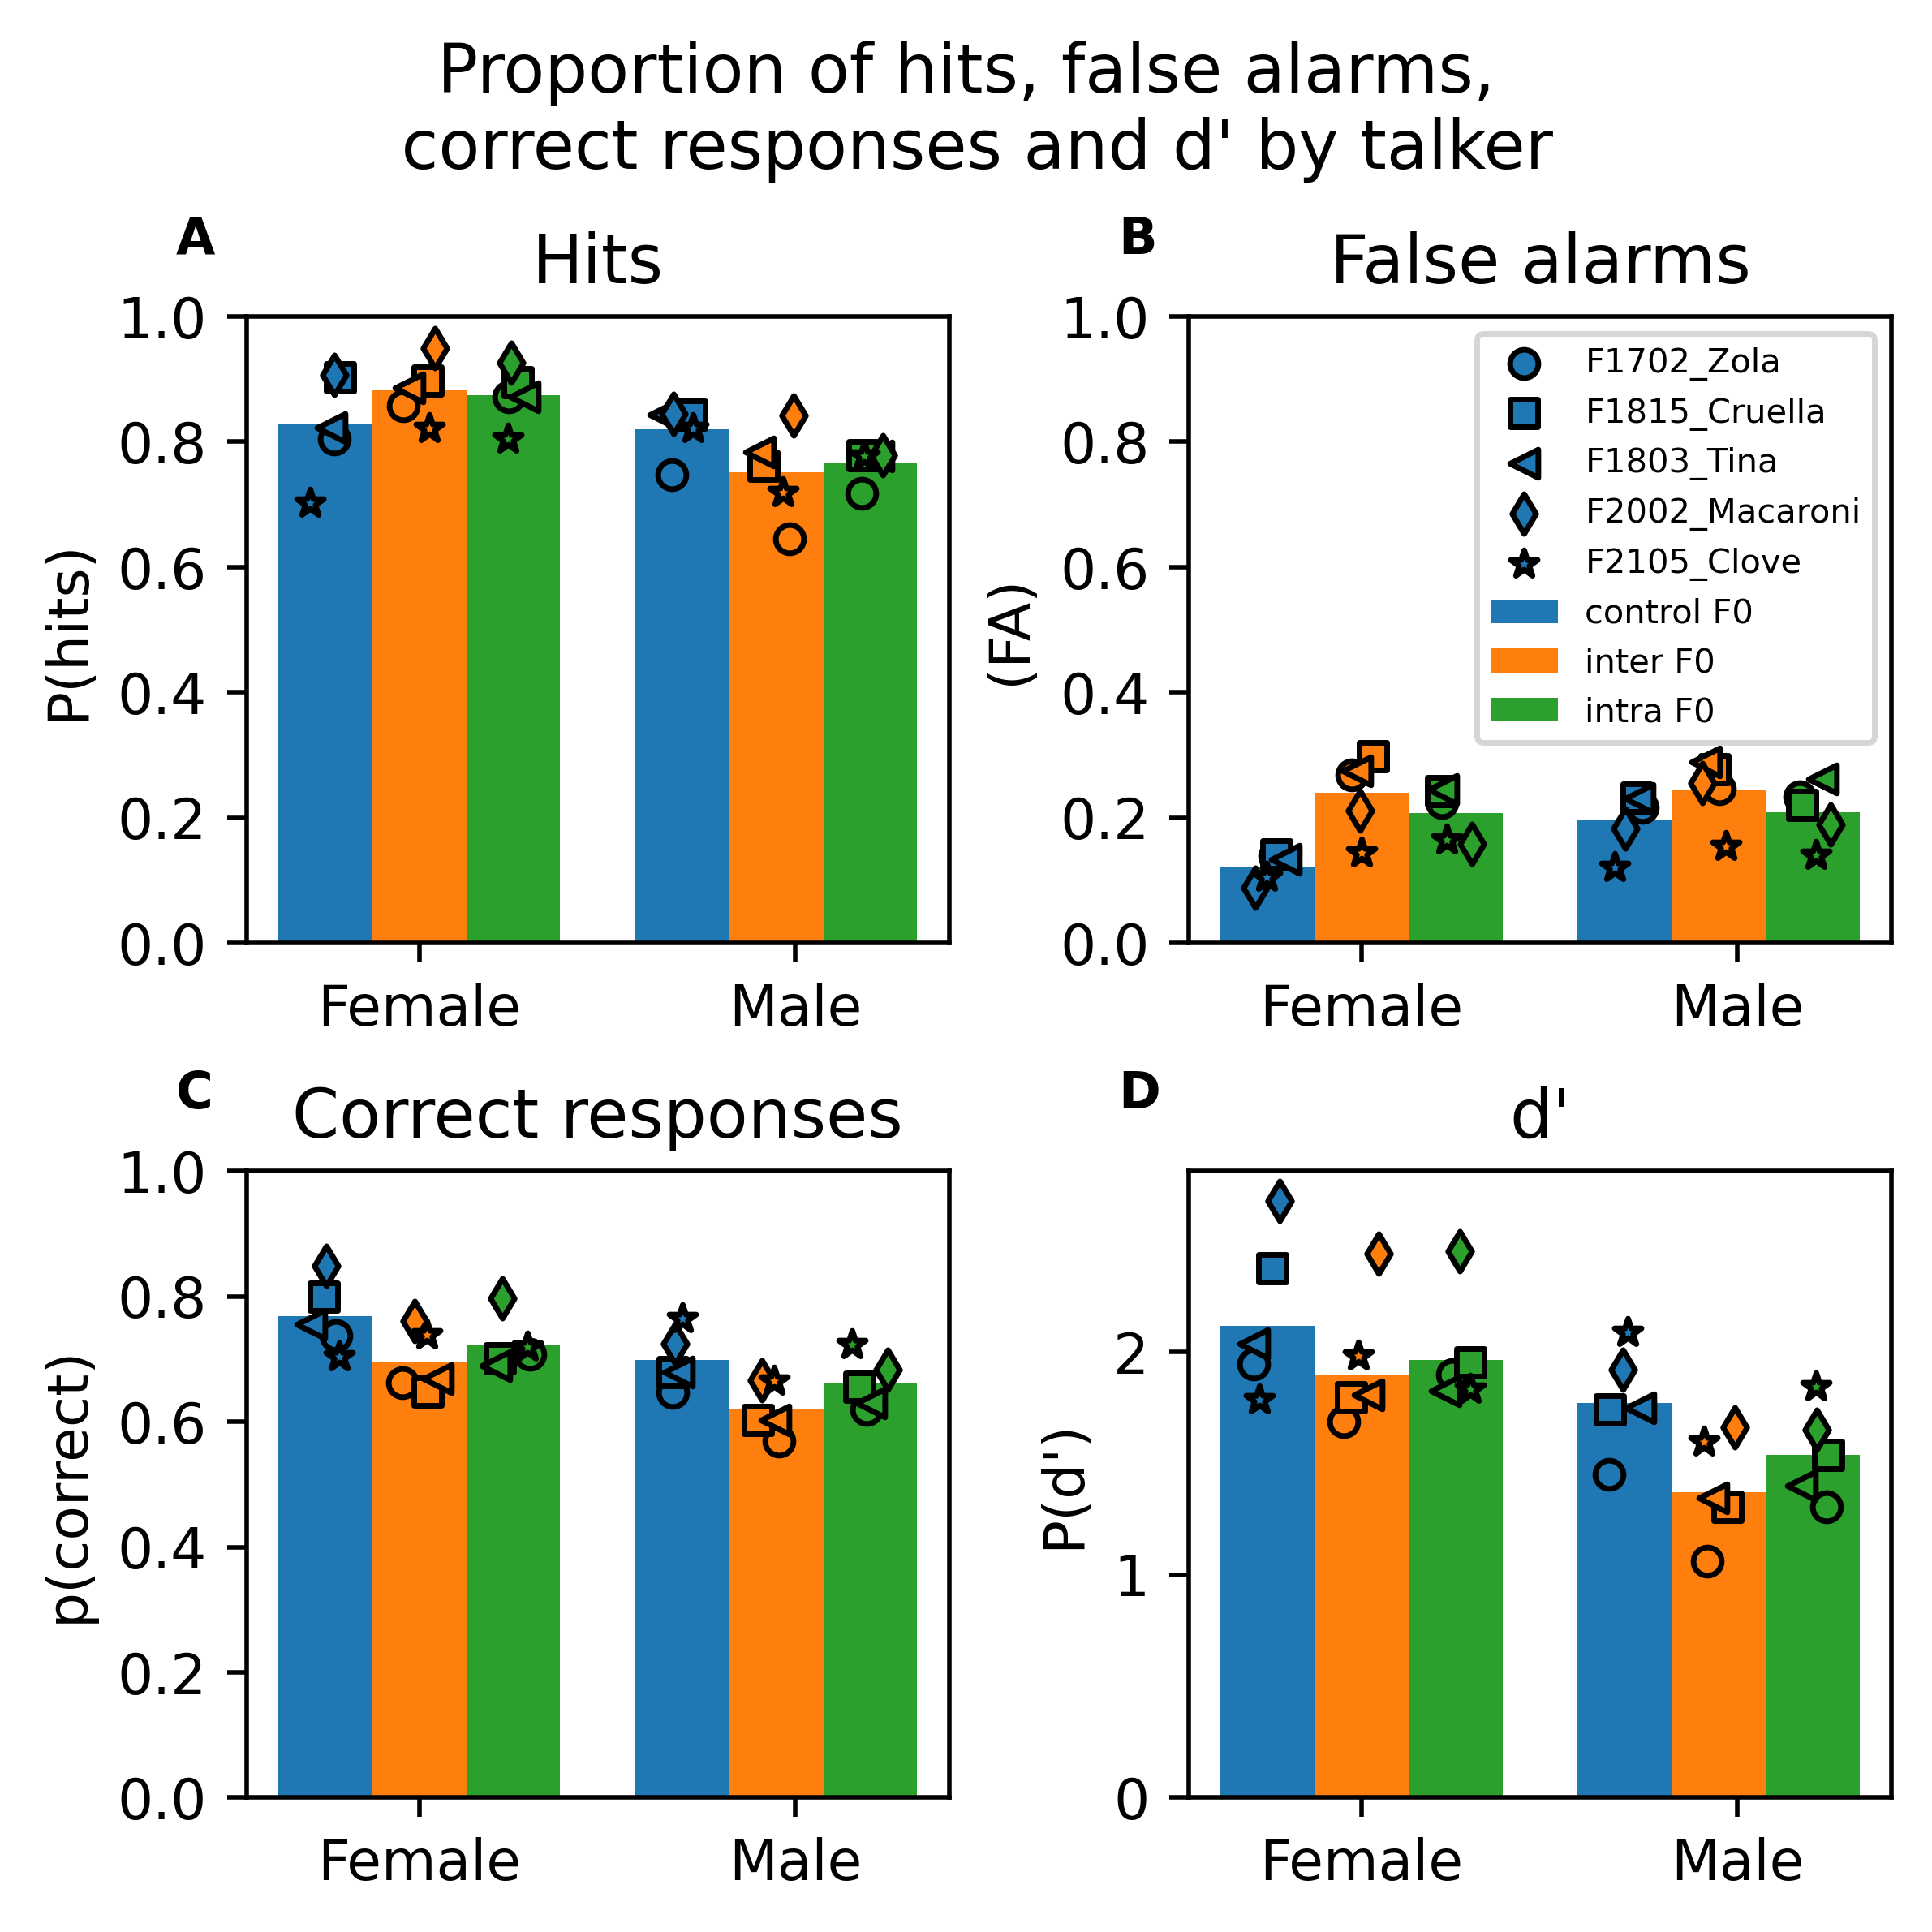 Proportion of hits, false alarms,
correct responses and d' by talker
A
Hits
P(hits)
1.0
0.8
0.6
0.4
0.2
0.0
Female
Male
B
False alarms
(FA)
1.0
0.8
0.6
0.4
0.2
0.0
F1702_Zola
F1815_Cruella
F1803_Tina
F2002_Macaroni
F2105_Clove
control F0
inter F0
intra F0
Female
Male
C
Correct responses
p(correct)
1.0
0.8
0.6
0.4
0.2
0.0
Female
Male
D
d'
P(d')
2
1
0
Female
Male